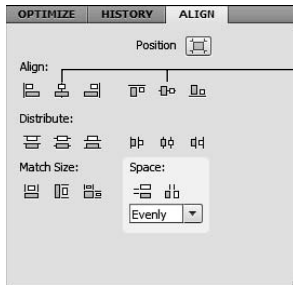 OPTIMIZE HISTORY ALIGN
Position
Align:
Distribute:
Match Size: Space:
Evenly